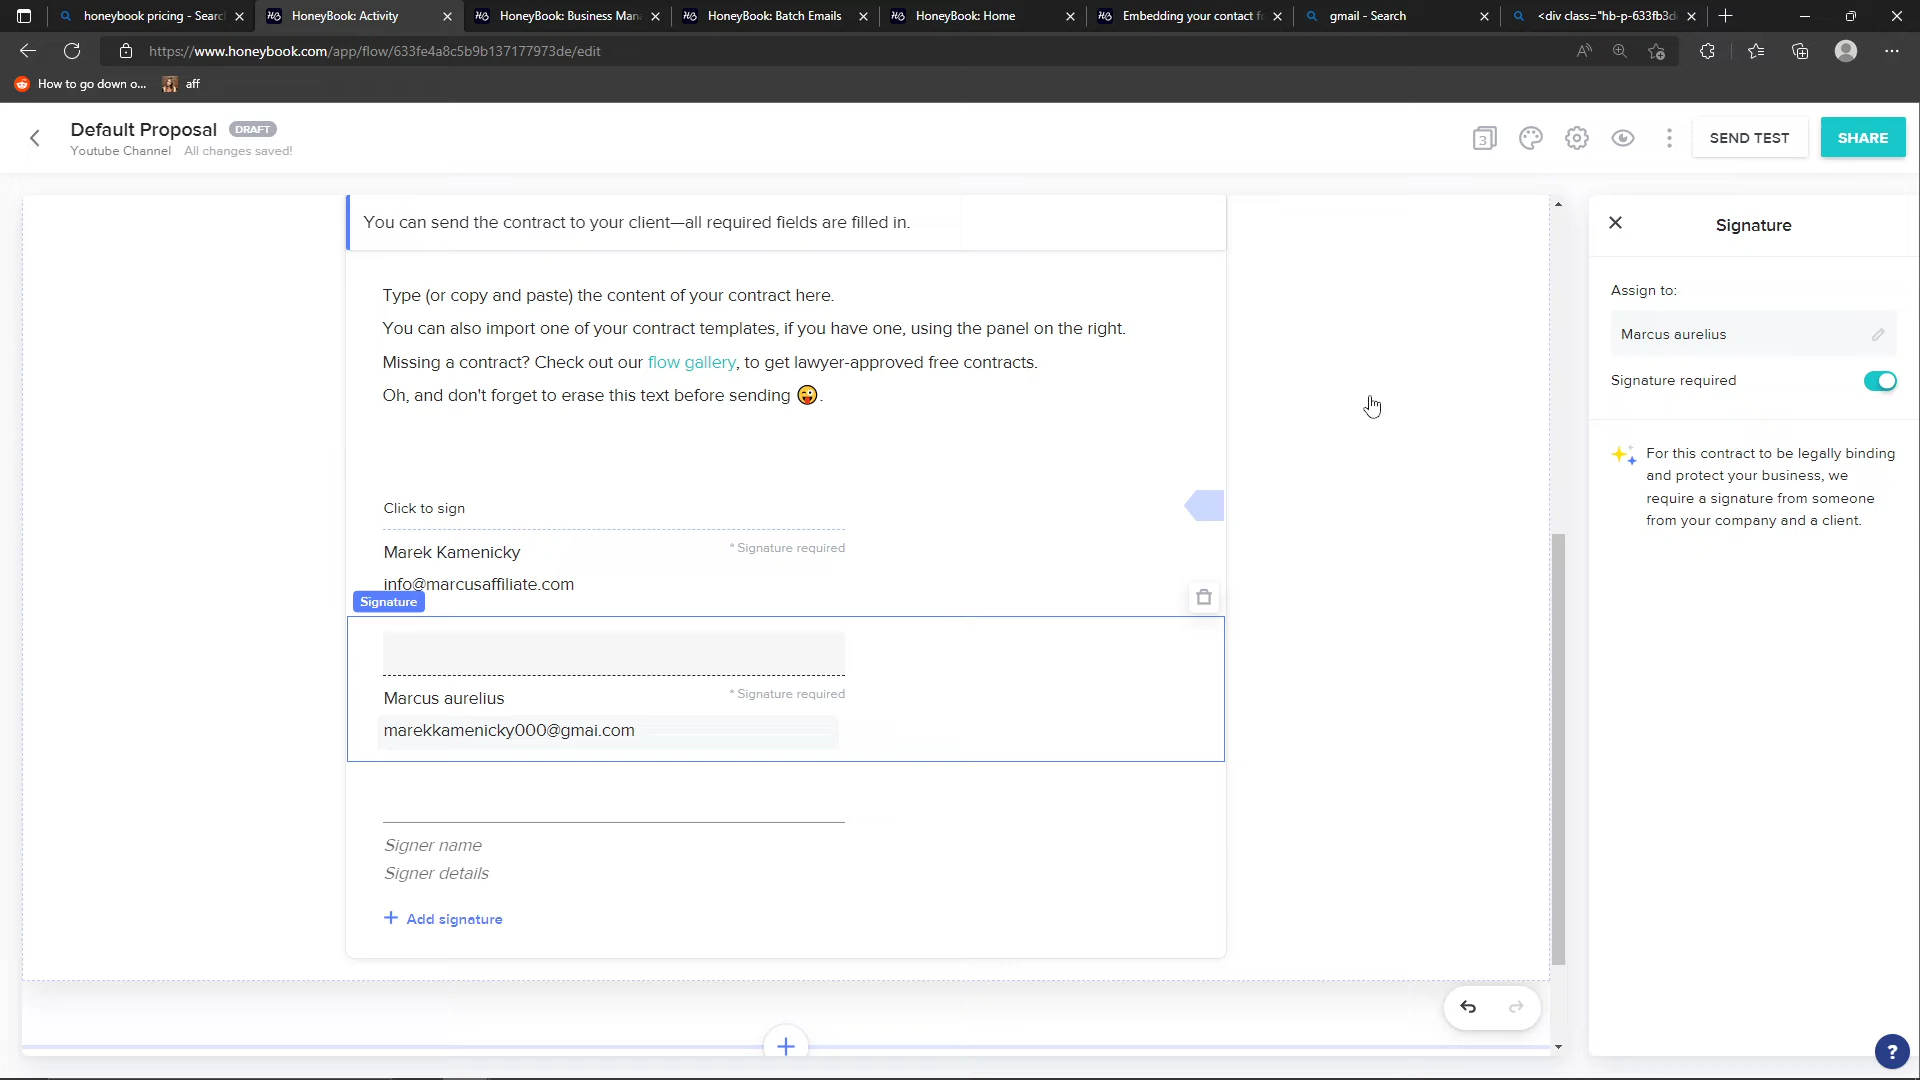 honeybook pricing - Searc
HoneyBook: Activity
HoneyBook: Business Man
HoneyBook: Batch Emails
HoneyBook: Home
Embedding your contact fo
gmail - Search
<div class="hb-p-633fb3d
https://www.honeybook.com/app/flow/633fe4a8c5b9b137177973de/edit
How to go down o...
aff
Default Proposal DRAFT
Youtube Channel All changes saved!
3
SEND TEST
SHARE
You can send the contract to your client—all required fields are filled in.
Type (or copy and paste) the content of your contract here.
You can also import one of your contract templates, if you have one, using the panel on the right.
Missing a contract? Check out our flow gallery, to get lawyer-approved free contracts.
Oh, and don't forget to erase this text before sending 😜.
Click to sign
Marek Kamenicky
* Signature required
info@marcusaffiliate.com
Signature
Marcus aurelius
* Signature required
marekkamenicky000@gmai.com
Signer name
Signer details
+ Add signature
Signature
Assign to:
Marcus aurelius
Signature required
For this contract to be legally binding
and protect your business, we
require a signature from someone
from your company and a client.
?